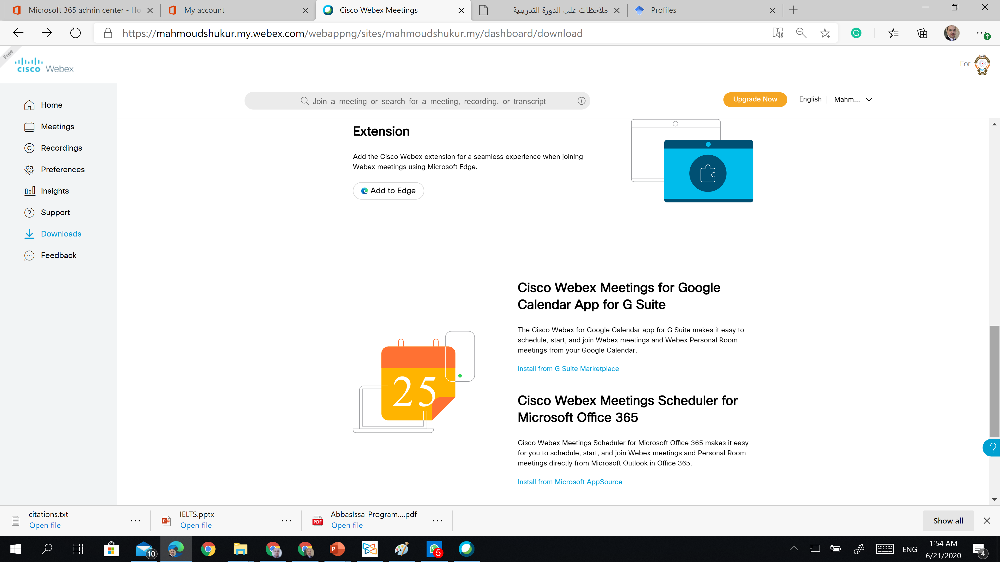 Microsoft 365 admin center - Ho
My account
Cisco Webex Meetings
ملاحظات على الدورة التدريبية
Profiles
https://mahmoudshukur.my.webex.com/webappng/sites/mahmoudshukur.my/dashboard/download
Free
cisco Webex
For
Join a meeting or search for a meeting, recording, or transcript
Upgrade Now
English
Mahm...
Home
Meetings
Recordings
Preferences
Insights
Support
Downloads
Feedback
Extension
Add the Cisco Webex extension for a seamless experience when joining
Webex meetings using Microsoft Edge.
Add to Edge
Cisco Webex Meetings for Google
Calendar App for G Suite
The Cisco Webex for Google Calendar app for G Suite makes it easy to
schedule, start, and join Webex meetings and Webex Personal Room
meetings from your Google Calendar.
Install from G Suite Marketplace
25
Cisco Webex Meetings Scheduler for
Microsoft Office 365
Cisco Webex Meetings Scheduler for Microsoft Office 365 makes it easy
for you to schedule, start, and join Webex meetings and Personal Room
meetings directly from Microsoft Outlook in Office 365.
Install from Microsoft AppSource
citations.txt
Open file
IELTS.pptx
Open file
AbbasIssa-Program....pdf
Open file
Show all
10
5
ENG
1:54 AM
6/21/2020
4